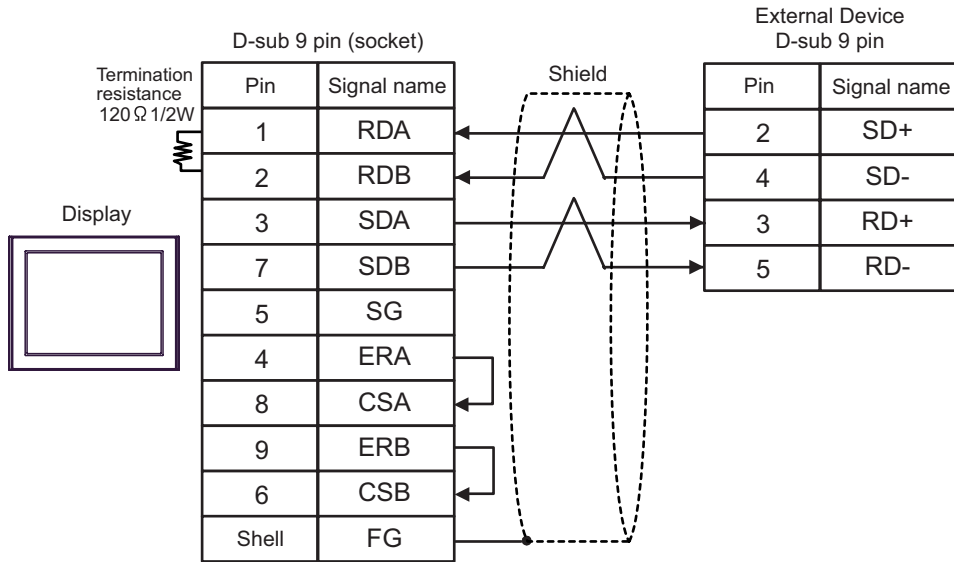 External Device
D-sub 9 pin (socket)
D-sub 9 pin
Termination
resistance
120Ω 1/2W
Shield
Pin Signal name
Pin Signal name
1 RDA
2 SD+
2 RDB
4 SD-
3 SDA
3 RD+
7 SDB
5 RD-
Display
5 SG
4 ERA
8 CSA
9 ERB
6 CSB
Shell FG